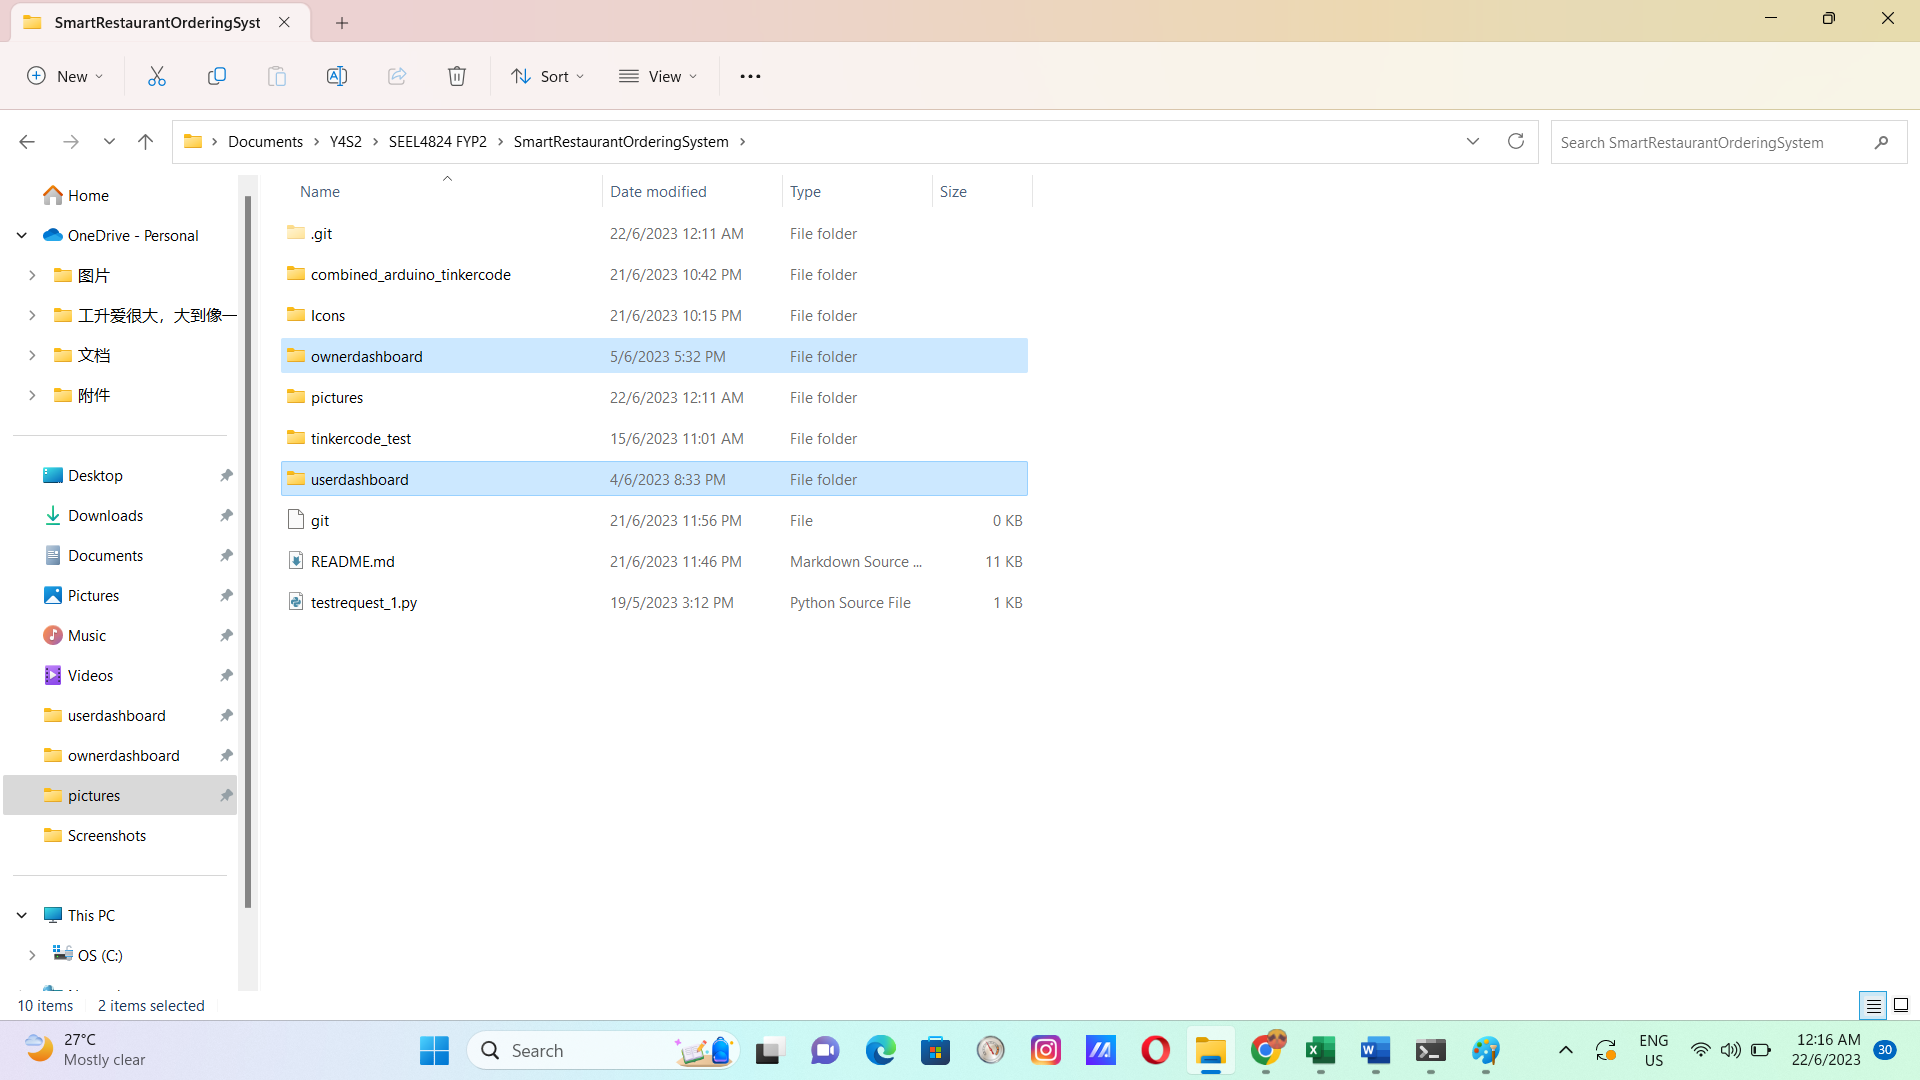 SmartRestaurantOrderingSyst
New
Sort
View
Documents Y4S2 SEEL4824 FYP2 SmartRestaurantOrderingSystem
Search SmartRestaurantOrderingSystem
Home
OneDrive - Personal
图片
工升爱很大，大到像一
文档
附件
Desktop
Downloads
Documents
Pictures
Music
Videos
userdashboard
ownerdashboard
pictures
Screenshots
This PC
OS (C:)
Name Date modified Type Size
.git 22/6/2023 12:11 AM File folder
combined_arduino_tinkercode 21/6/2023 10:42 PM File folder
Icons 21/6/2023 10:15 PM File folder
ownerdashboard 5/6/2023 5:32 PM File folder
pictures 22/6/2023 12:11 AM File folder
tinkercode_test 15/6/2023 11:01 AM File folder
userdashboard 4/6/2023 8:33 PM File folder
git 21/6/2023 11:56 PM File 0 KB
README.md 21/6/2023 11:46 PM Markdown Source ... 11 KB
testrequest_1.py 19/5/2023 3:12 PM Python Source File 1 KB
10 items 2 items selected
27°C
Mostly clear
Search
ENG
US
12:16 AM
22/6/2023
30